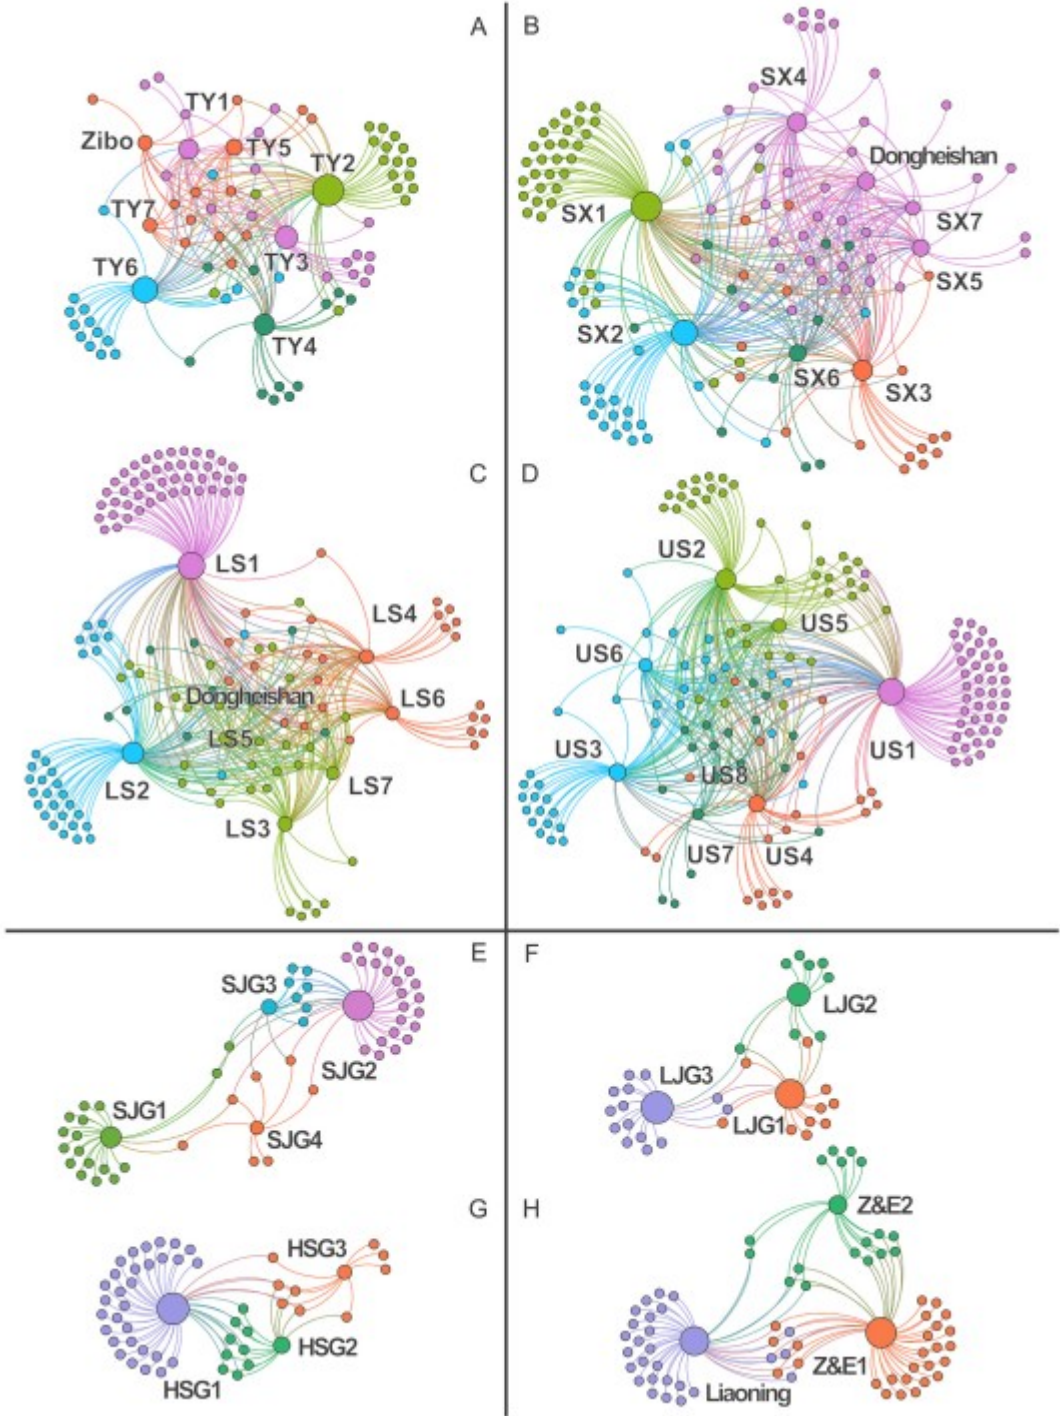 A
TY1
Zibo
TY5
TY2
TY7
TY3
TY6
TY4
B
SX4
Dongheishan
SX1
SX7
SX5
SX2
SX6
SX3
C
LS1
LS4
Dongheishan
LS6
LS5
LS2
LS7
LS3
D
US2
US5
US6
US3
US1
US8
US7
US4
E
SJG3
SJG2
SJG1
SJG4
F
LJG2
LJG3
LJG1
G
HSG3
HSG2
HSG1
H
Z&E2
Z&E1
Liaoning